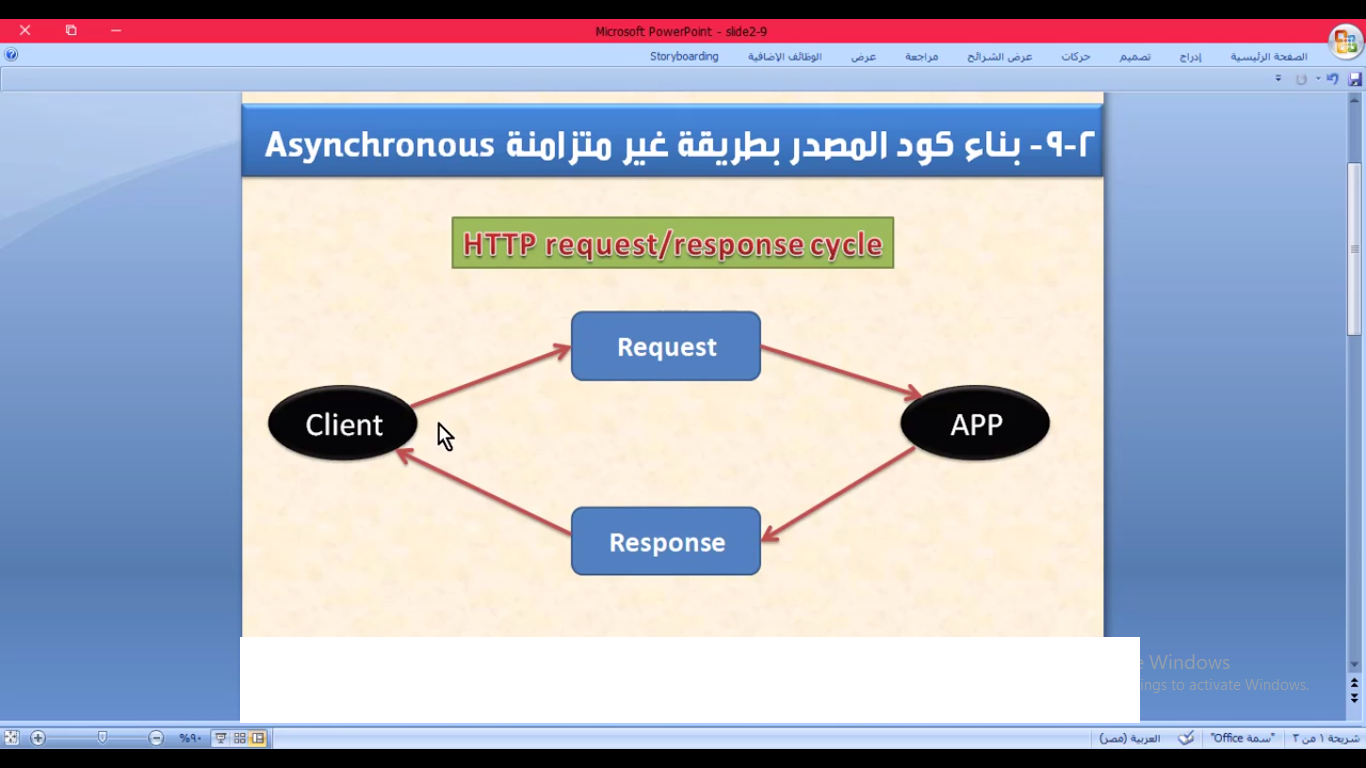 Microsoft PowerPoint - slide2-9
الصفحة الرئيسية إدراج تصميم حركات عرض الشرائح مراجعة عرض الوظائف الإضافية Storyboarding
٢-٩- بناء كود المصدر بطريقة غير متزامنة Asynchronous
HTTP request/response cycle
Request
Client
APP
Response
Windows
ings to activate Windows.
شريحة ١ من ٣ "سمة Office" العربية (مصر) ٩٠%